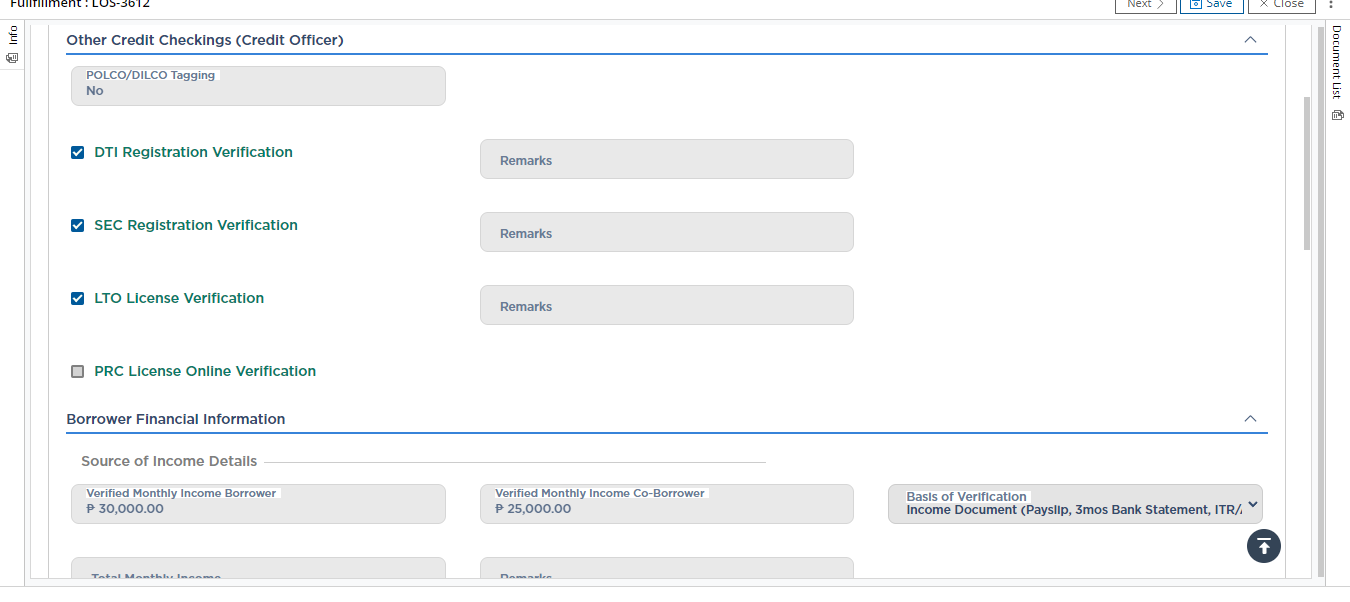 Fullfillment : LOS-3612
Next
Save
Close
Info
Document List
Other Credit Checkings (Credit Officer)
POLCO/DILCO Tagging
No
DTI Registration Verification
Remarks
SEC Registration Verification
Remarks
LTO License Verification
Remarks
PRC License Online Verification
Borrower Financial Information
Source of Income Details
Verified Monthly Income Borrower
₱ 30,000.00
Verified Monthly Income Co-Borrower
₱ 25,000.00
Basis of Verification
Income Document (Payslip, 3mos Bank Statement, ITR/
Total Monthly Income
Remarks